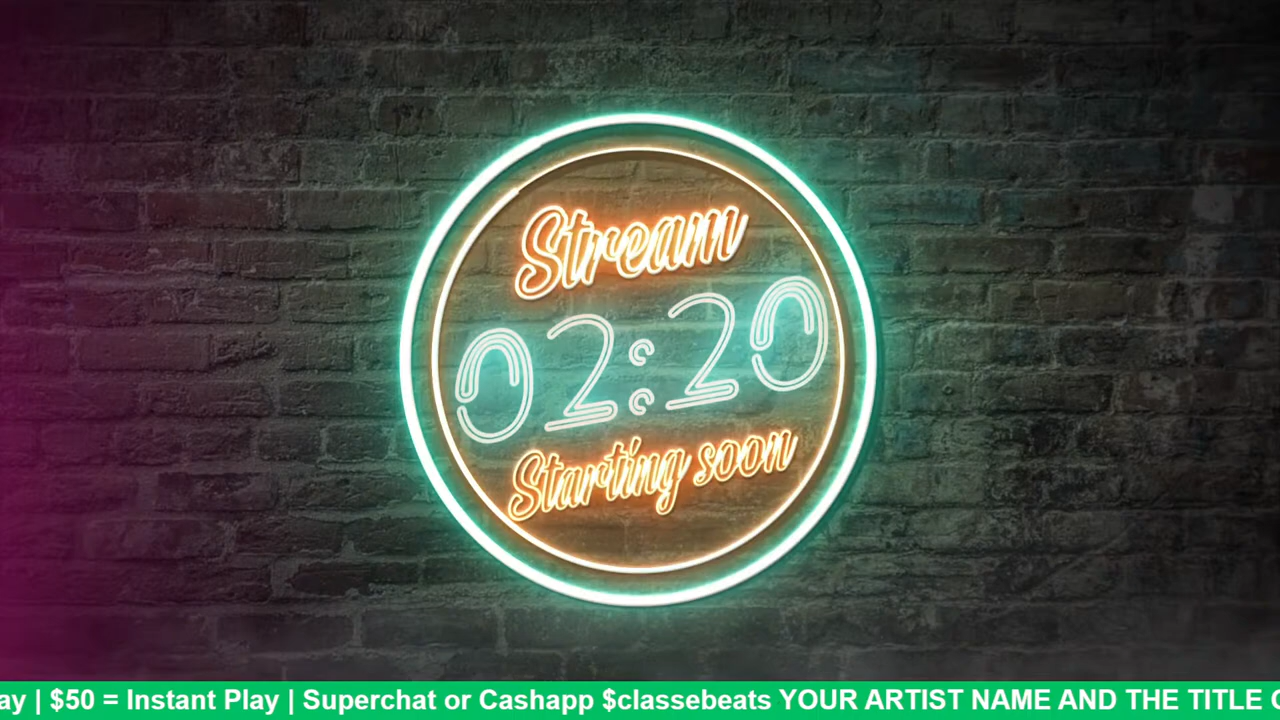 Stream
02:20
Starting soon
ay | $50 = Instant Play | Superchat or Cashapp $classebeats YOUR ARTIST NAME AND THE TITLE